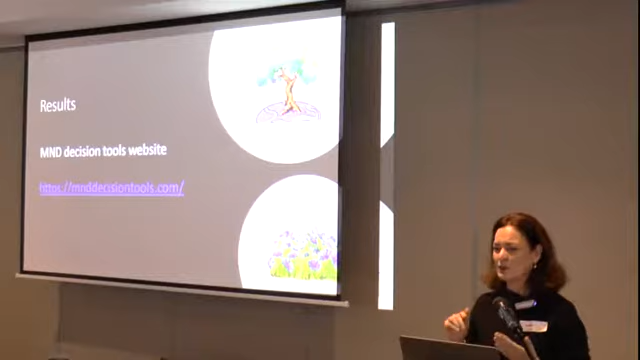 Results
MND decision tools website
https://mnddecisiontools.com/